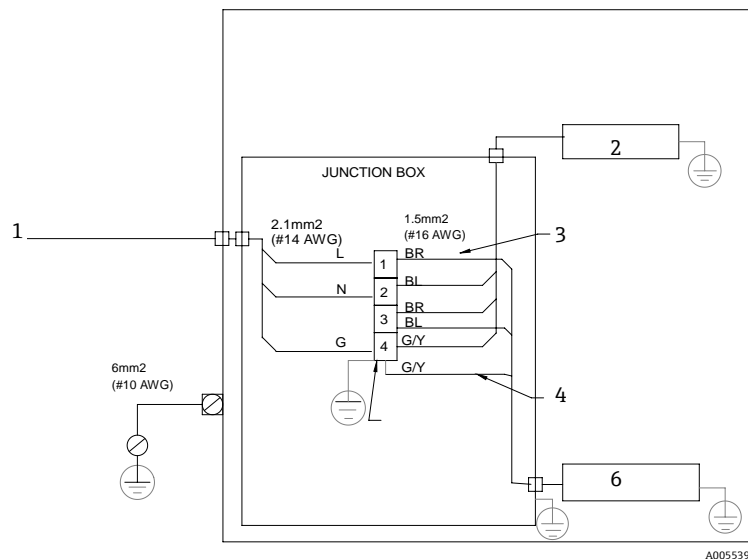 2
JUNCTION BOX
1
2.1mm2
(#14 AWG)
1.5mm2
(#16 AWG)
3
L
1
BR
N
2
BL
3
BR
BL
G
4
G/Y
G/Y
4
6mm2
(#10 AWG)
6
A005539